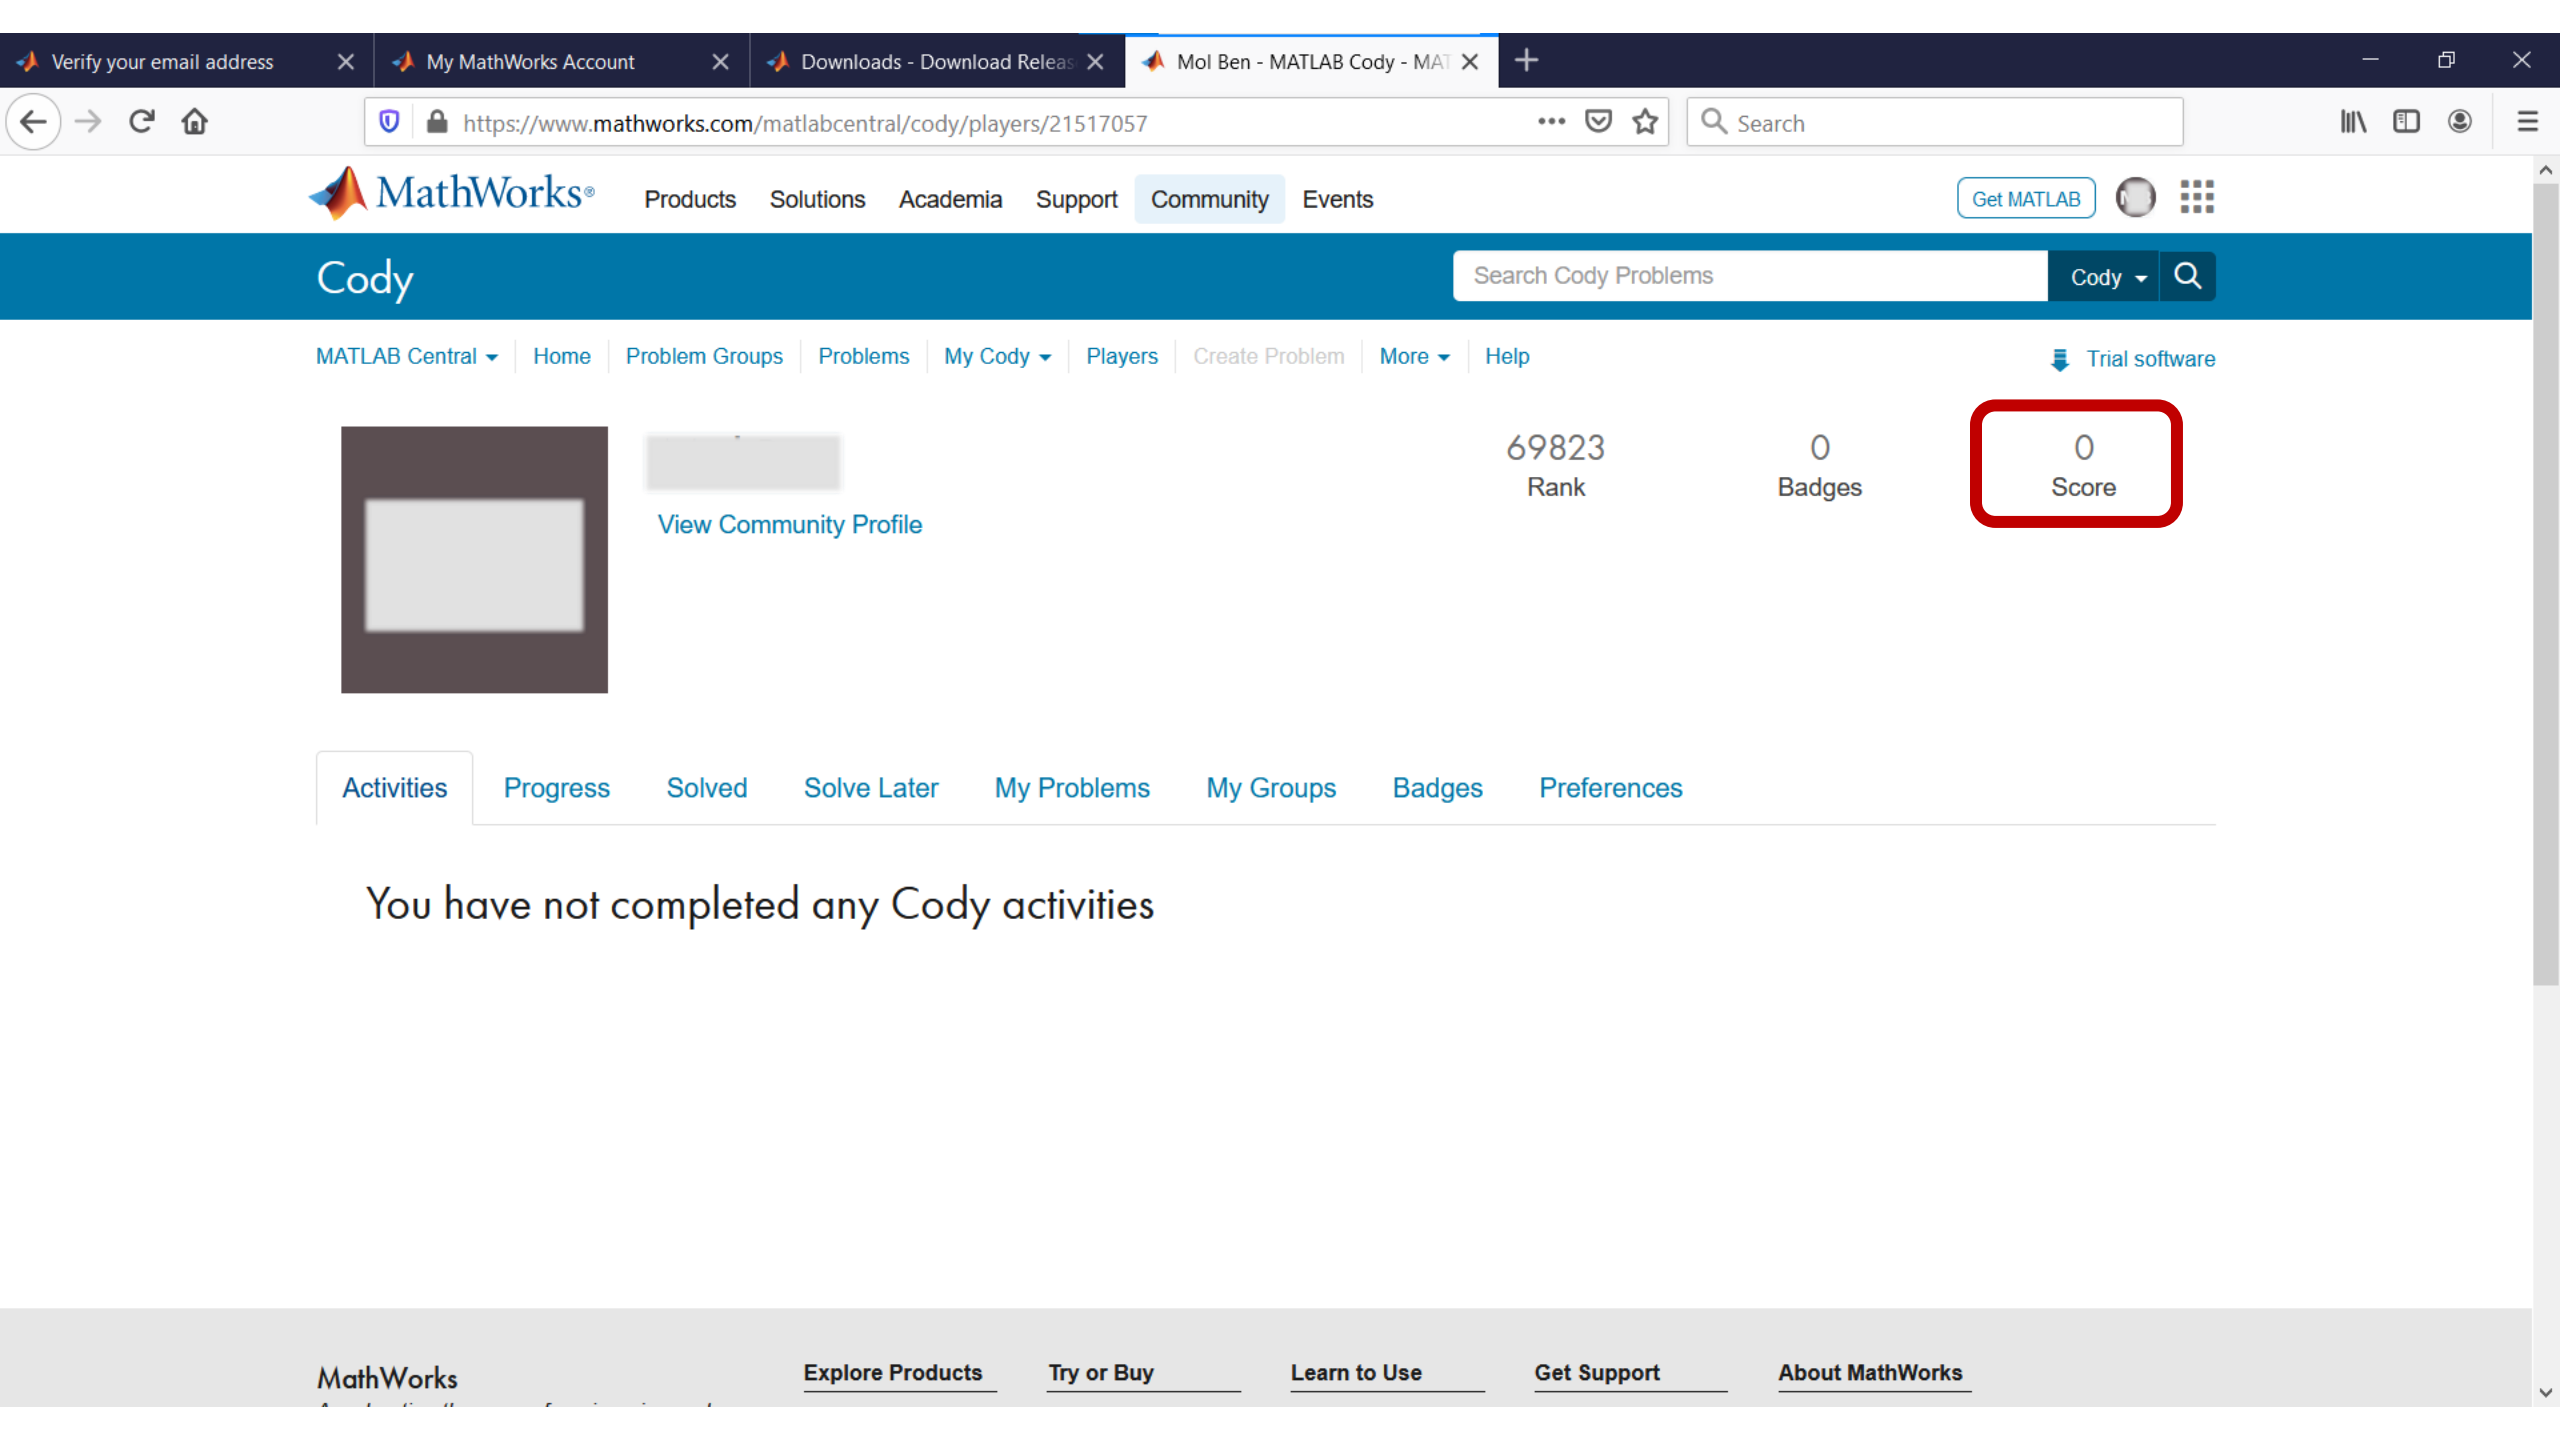 Verify your email address
My MathWorks Account
Downloads - Download Releas
Mol Ben - MATLAB Cody - MAT
https://www.mathworks.com/matlabcentral/cody/players/21517057
Search
MathWorks®
Products Solutions Academia Support Community Events
Get MATLAB
Cody
Search Cody Problems
Cody
MATLAB Central Home Problem Groups Problems My Cody Players Create Problem More Help
Trial software
69823
Rank
0
Badges
0
Score
View Community Profile
Activities Progress Solved Solve Later My Problems My Groups Badges Preferences
You have not completed any Cody activities
MathWorks
Explore Products
Try or Buy
Learn to Use
Get Support
About MathWorks